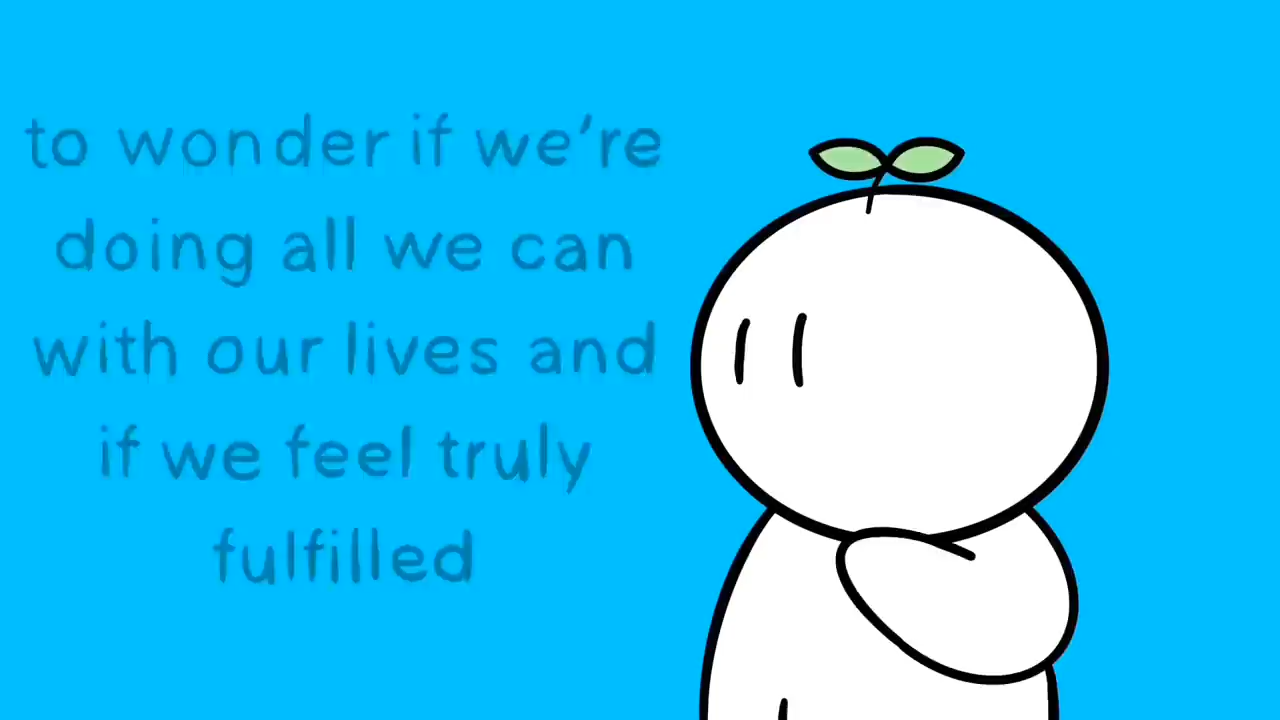 to wonder if we're
doing all we can
with our lives and
if we feel truly
fulfilled